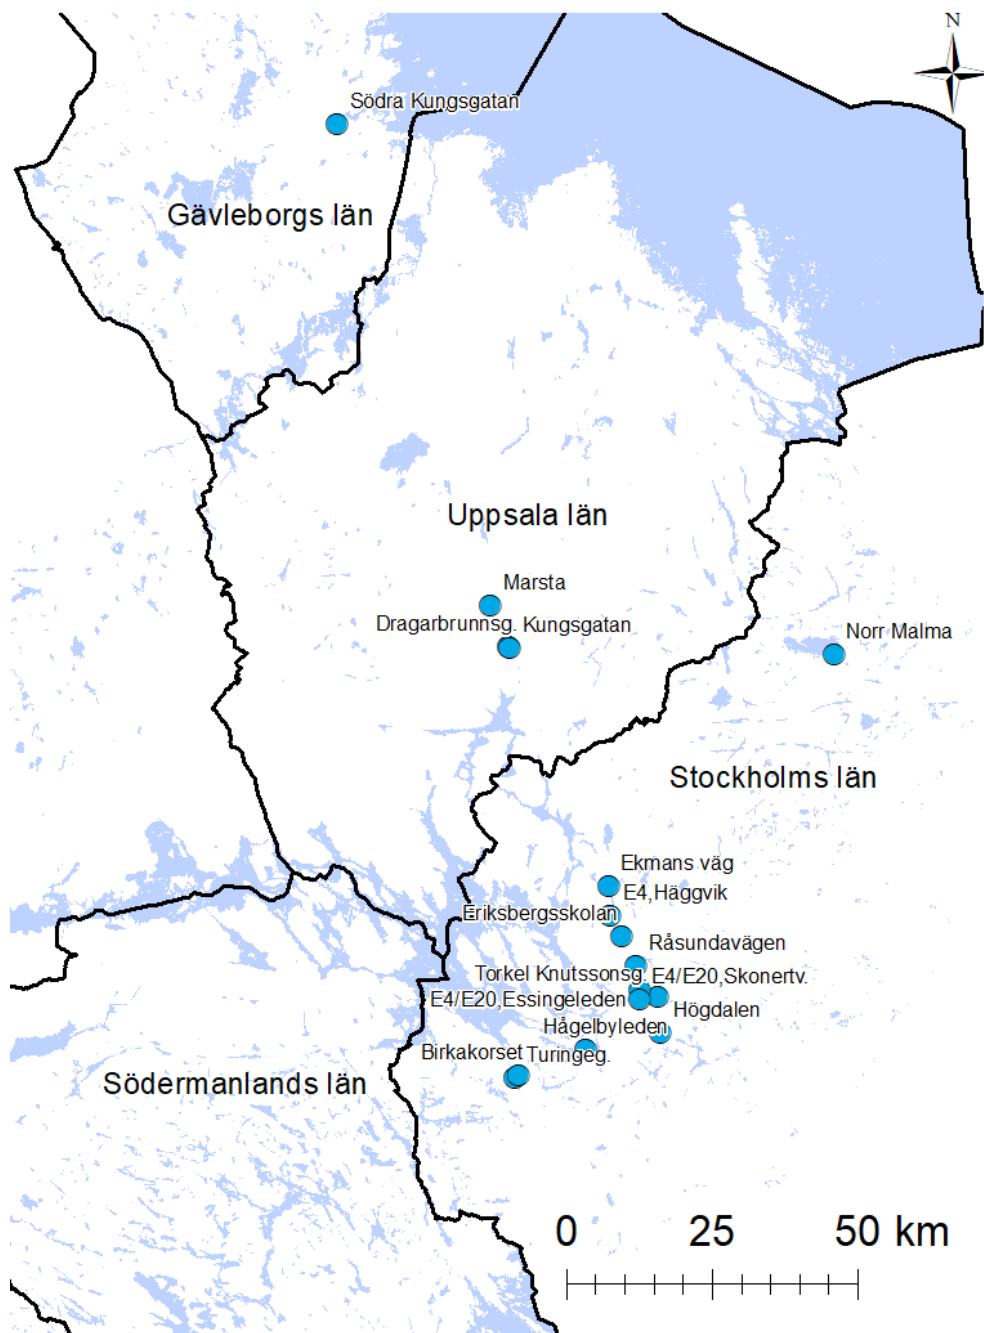 N
Södra Kungsgatan
Gävleborgs län
Uppsala län
Marsta
Dragarbrunnsg. Kungsgatan
Norr Malma
Stockholms län
Ekmans väg
E4,Häggvik
Eriksbergsskolan
Råsundavägen
Torkel Knutssonsg. E4/E20,Skonertv.
E4/E20,Essingeleden
Högdalen
Hågelbyleden
Birkakorset Turingeg.
Södermanlands län
0 25 50 km